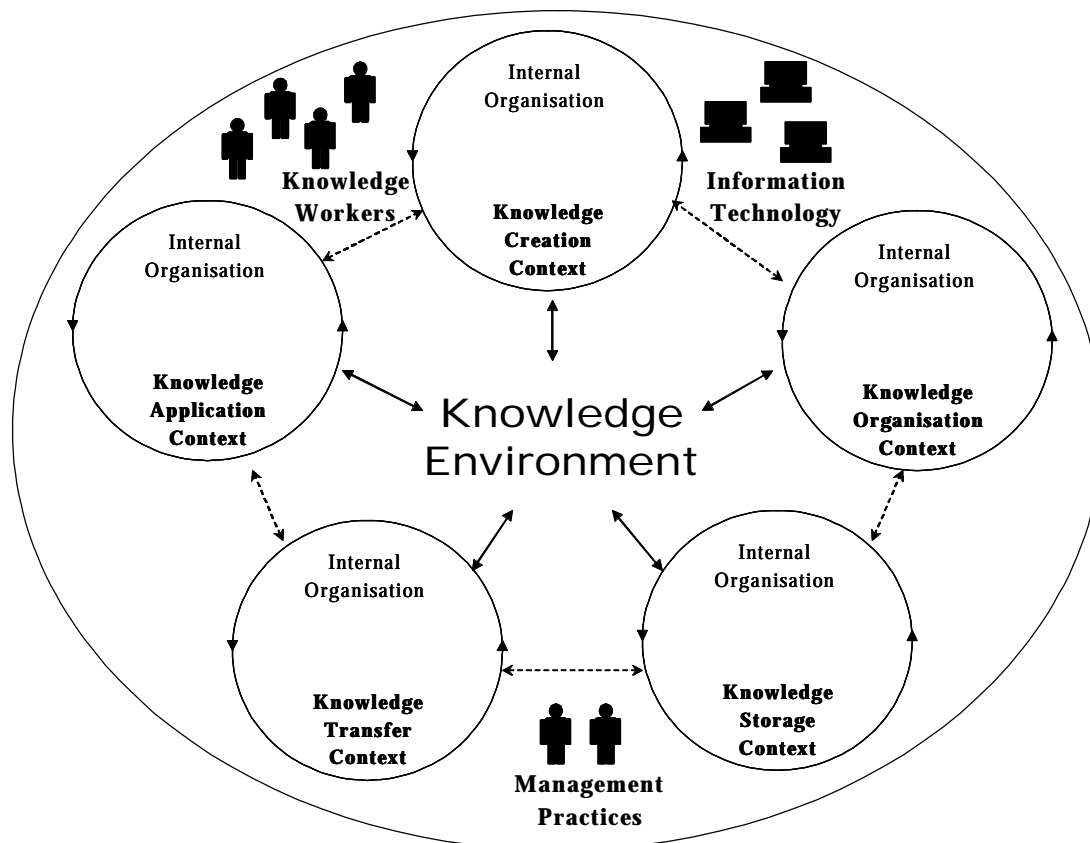 Internal
Organisation
Knowledge
Creation
Context
Knowledge
Workers
Information
Technology
Internal
Organisation
Knowledge
Application
Context
Internal
Organisation
Knowledge
Organisation
Context
Knowledge
Environment
Internal
Organisation
Knowledge
Transfer
Context
Internal
Organisation
Knowledge
Storage
Context
Management
Practices